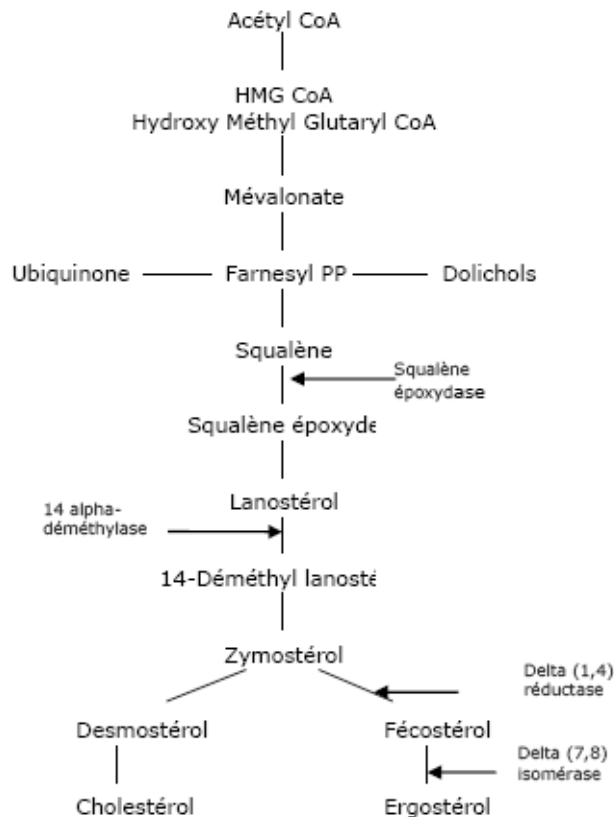 Acétyl CoA
HMG CoA
Hydroxy Méthyl Glutaryl CoA
Mévalonate
Ubiquinone Farnesyl PP Dolichols
Squalène
Squalène
époxydase
Squalène époxyde
Lanostérol
14 alpha-
déméthylase
14-Déméthyl lanosté
Zymostérol
Delta (1,4)
réductase
Desmostérol Fécostérol
Delta (7,8)
isomérase
Cholestérol Ergostérol